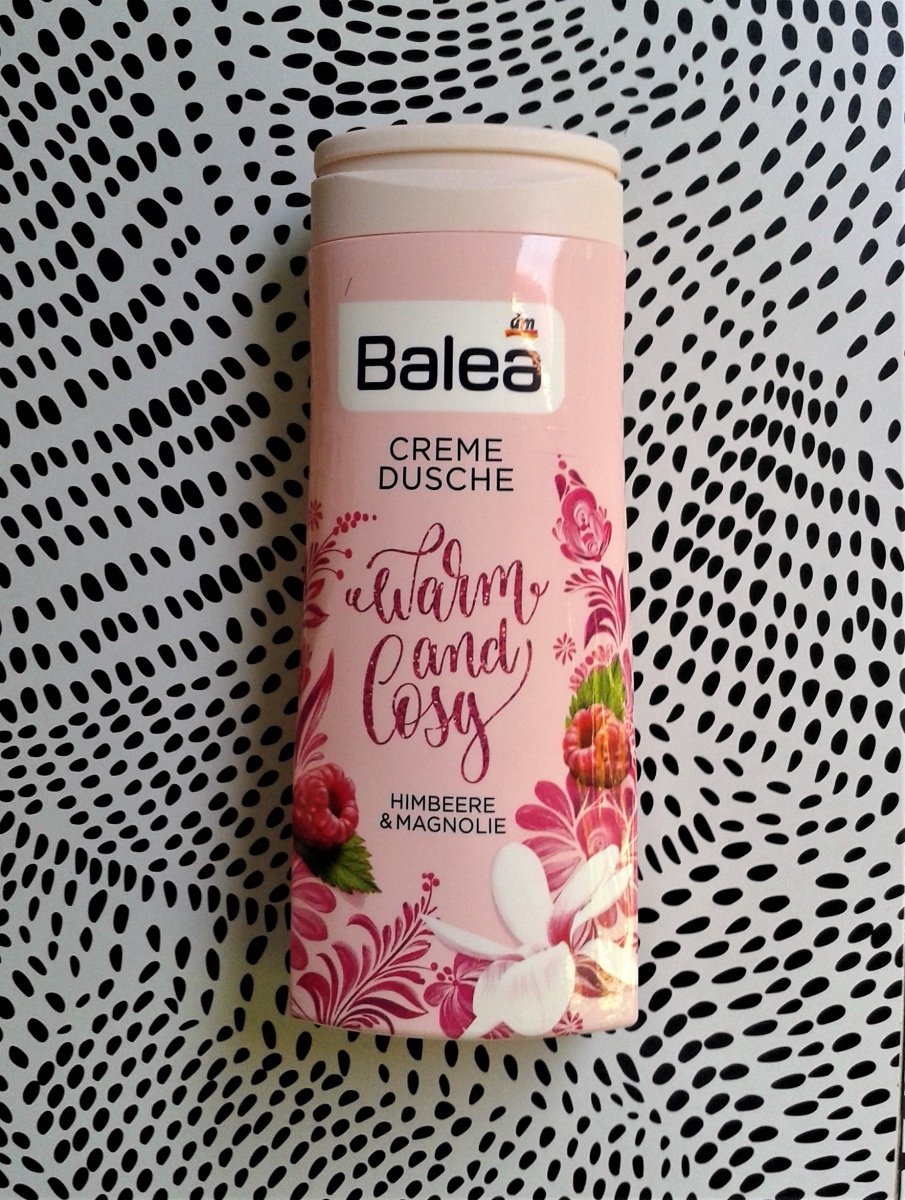 dm
Balea
CREME
DUSCHE
Warm
and
Cosy
HIMBEERE
& MAGNOLIE